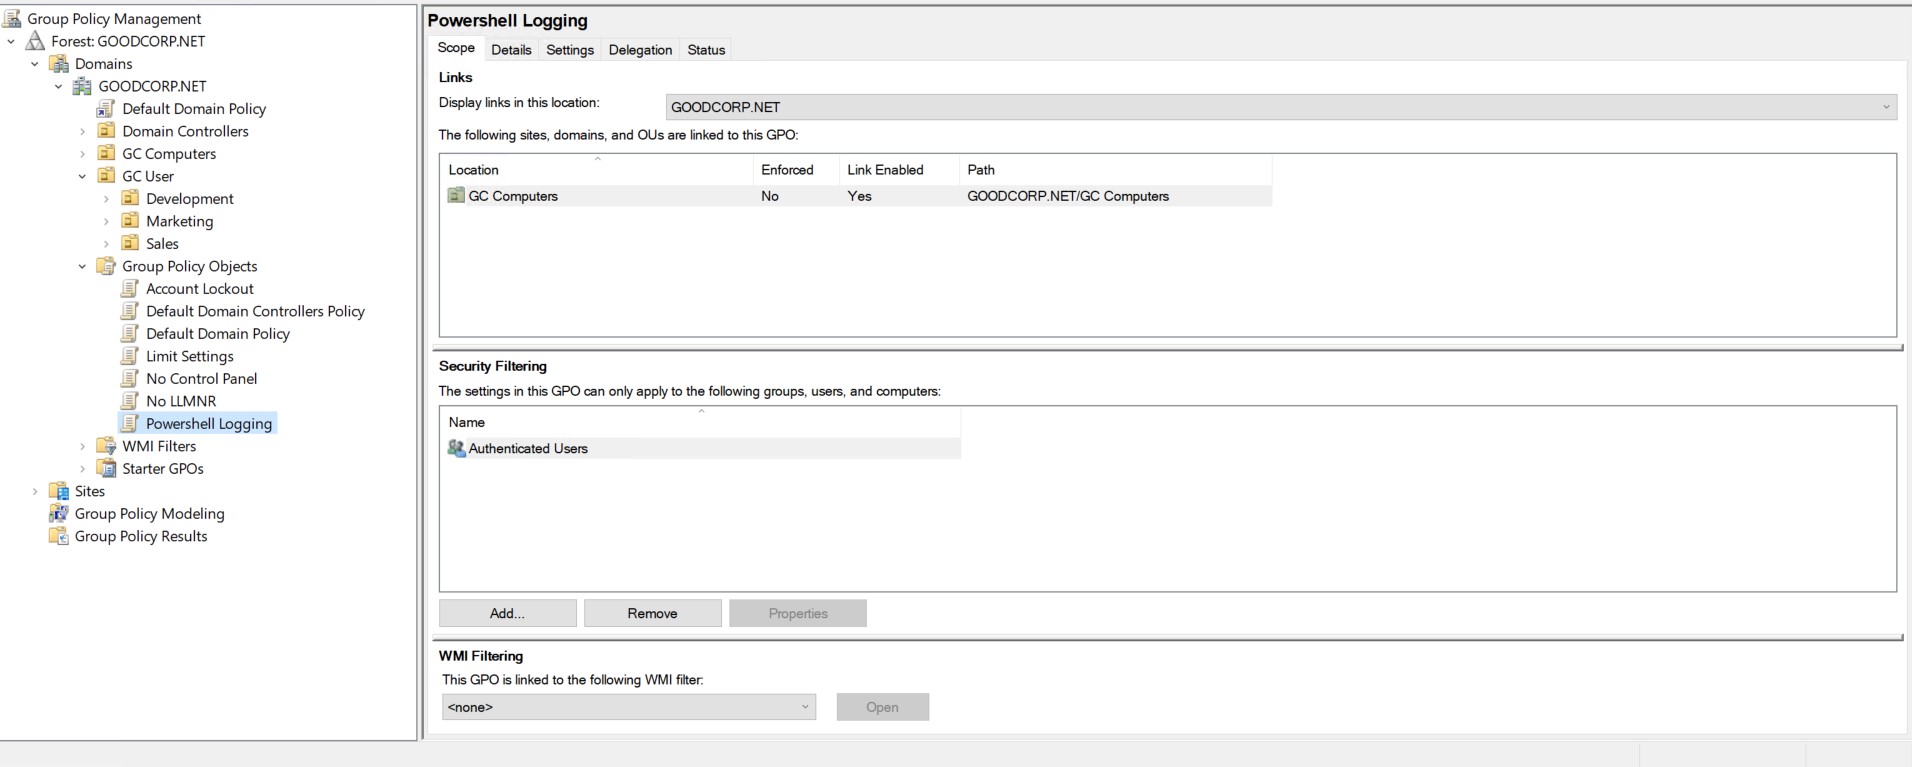 Group Policy Management
Forest: GOODCORP.NET
Domains
GOODCORP.NET
Default Domain Policy
Domain Controllers
GC Computers
GC User
Development
Marketing
Sales
Group Policy Objects
Account Lockout
Default Domain Controllers Policy
Default Domain Policy
Limit Settings
No Control Panel
No LLMNR
Powershell Logging
WMI Filters
Starter GPOs
Sites
Group Policy Modeling
Group Policy Results
Powershell Logging
Scope Details Settings Delegation Status
Links
Display links in this location: GOODCORP.NET
The following sites, domains, and OUs are linked to this GPO:
Location Enforced Link Enabled Path
GC Computers No Yes GOODCORP.NET/GC Computers
Security Filtering
The settings in this GPO can only apply to the following groups, users, and computers:
Name
Authenticated Users
Add... Remove Properties
WMI Filtering
This GPO is linked to the following WMI filter:
<none> Open